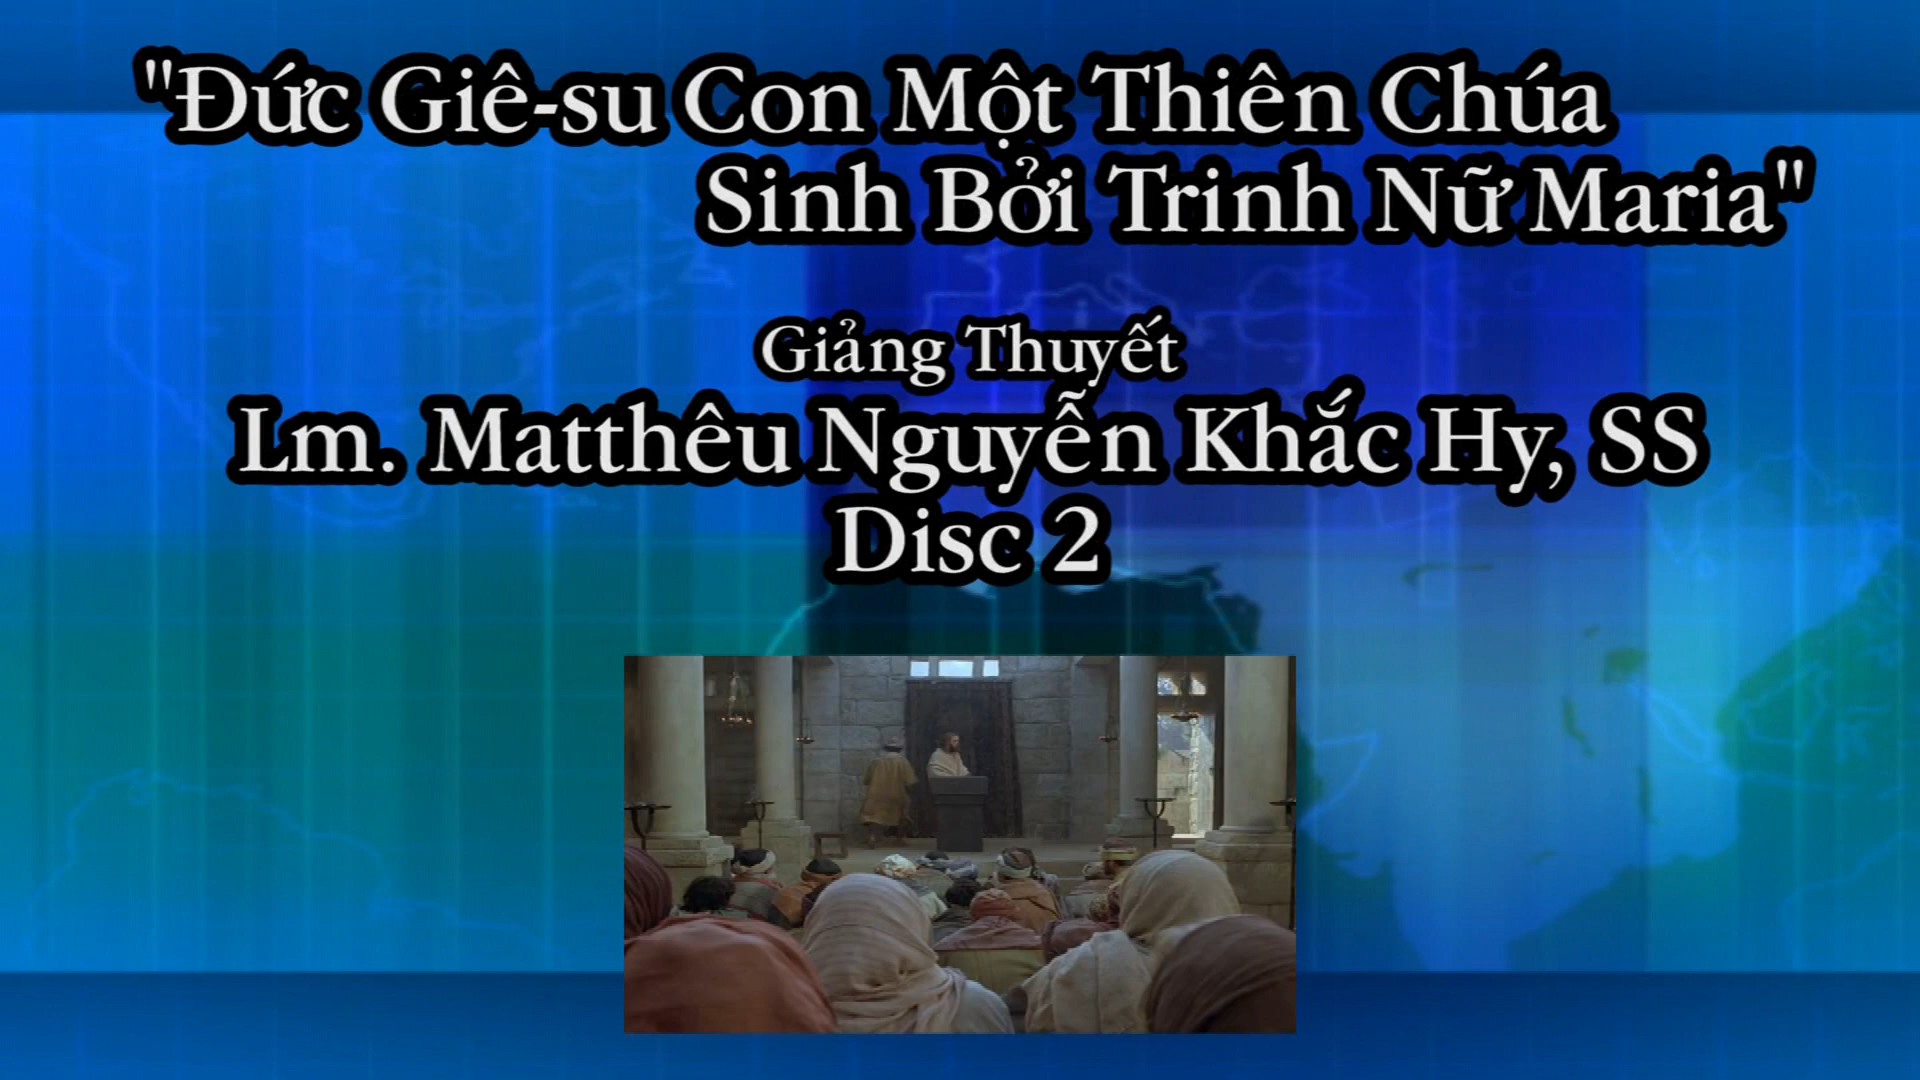 "Đức Giê-su Con Một Thiên Chúa
Sinh Bởi Trinh Nữ Maria"
Giảng Thuyết
Lm. Matthêu Nguyễn Khắc Hy, SS
Disc 2